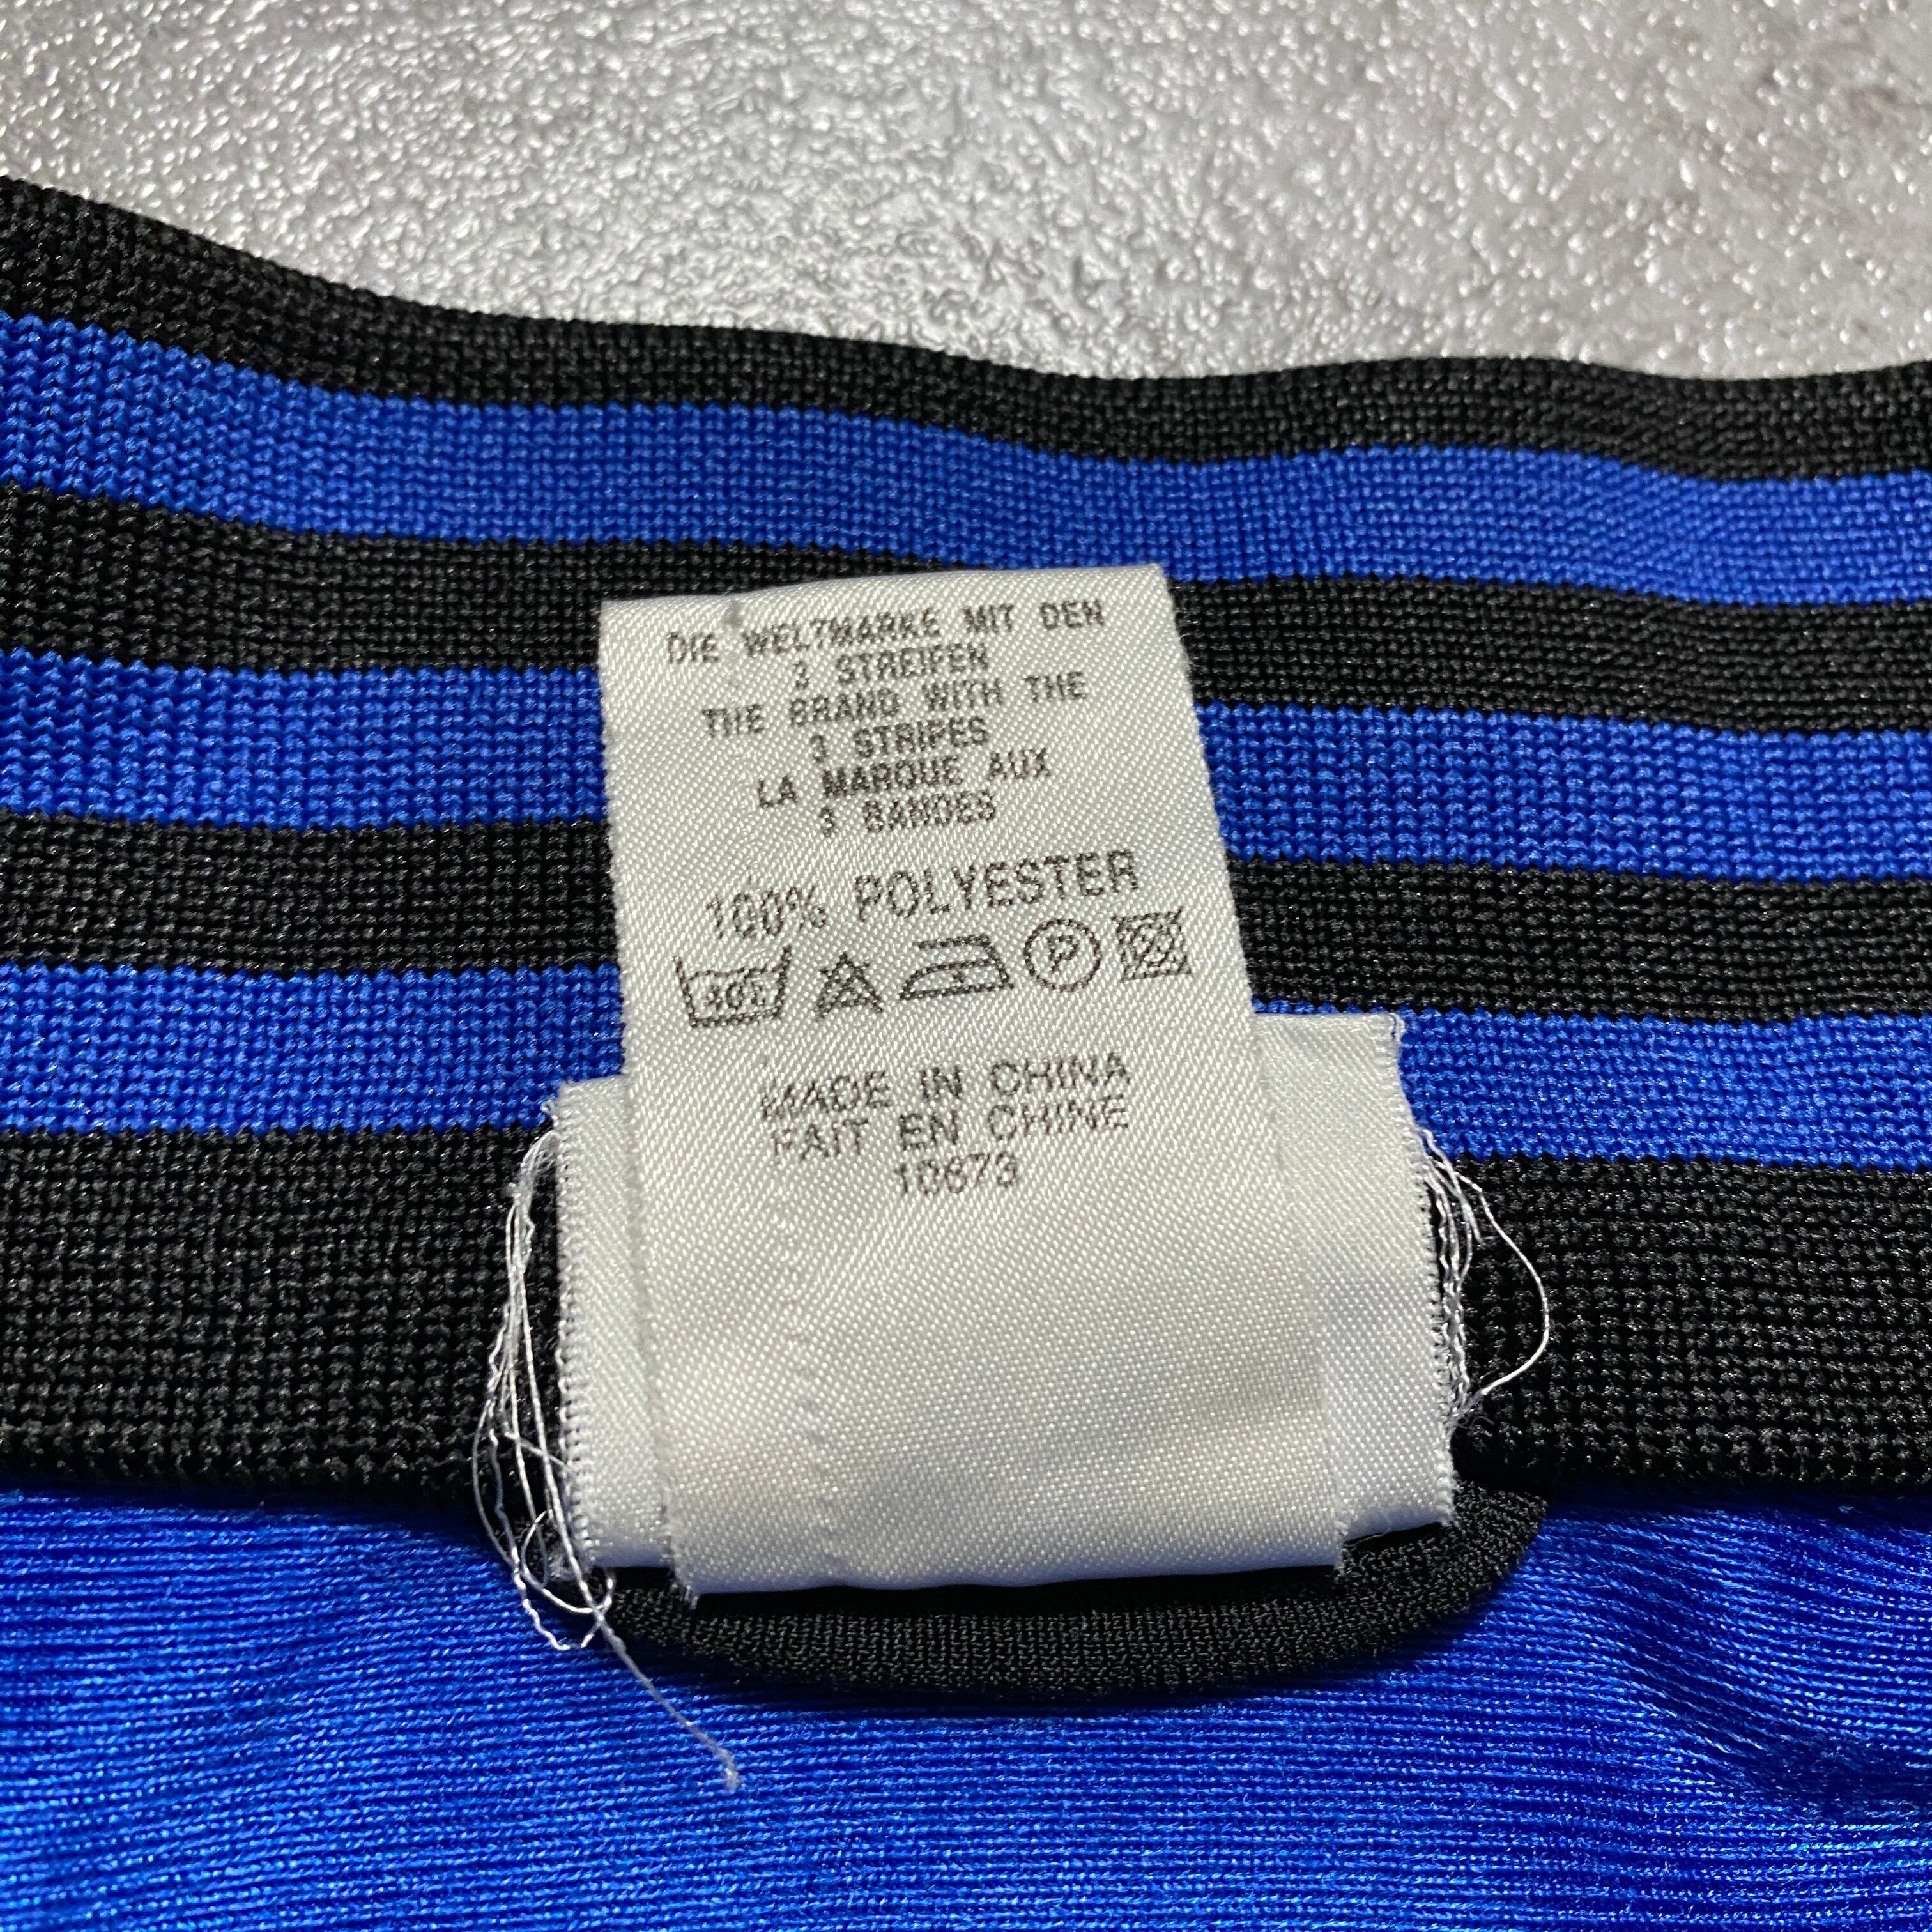 DIE WELTMARKE MIT DEN
3 STREIFEN
THE BRAND WITH THE
3 STRIPES
LA MARQUE AUX
3 BANDES
100% POLYESTER
40° P
MADE IN CHINA
FAIT EN CHINE
10673